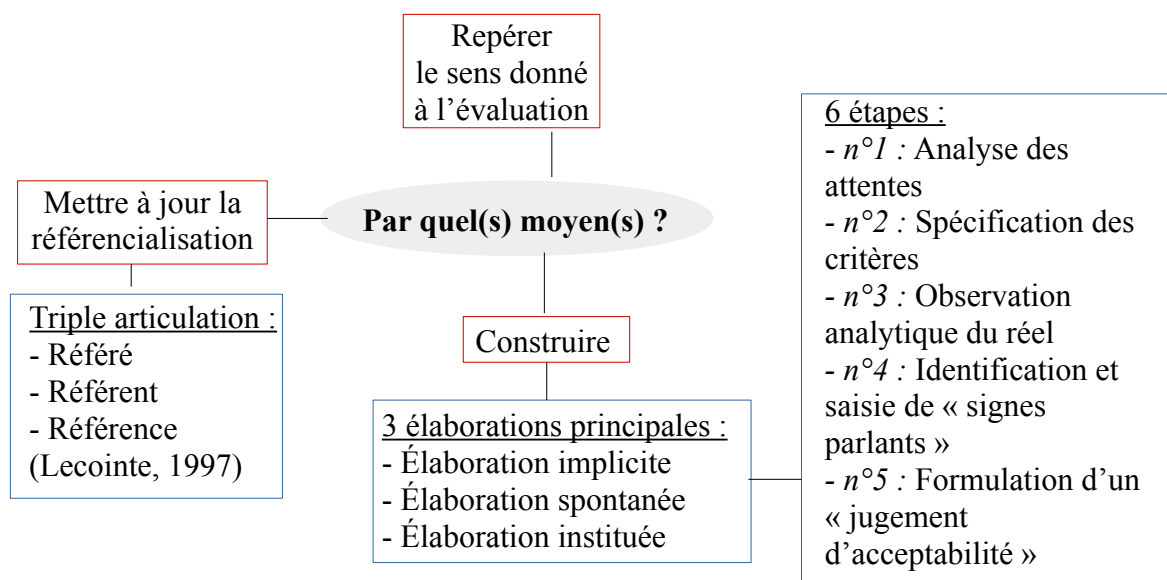 Repérer
le sens donné
à l’évaluation
Mettre à jour la
référencialisation
Par quel(s) moyen(s) ?
Triple articulation :
- Référé
- Référent
- Référence
(Lecointe, 1997)
Construire
3 élaborations principales :
- Élaboration implicite
- Élaboration spontanée
- Élaboration instituée
6 étapes :
- n°1 : Analyse des
attentes
- n°2 : Spécification des
critères
- n°3 : Observation
analytique du réel
- n°4 : Identification et
saisie de « signes
parlants »
- n°5 : Formulation d’un
« jugement
d’acceptabilité »